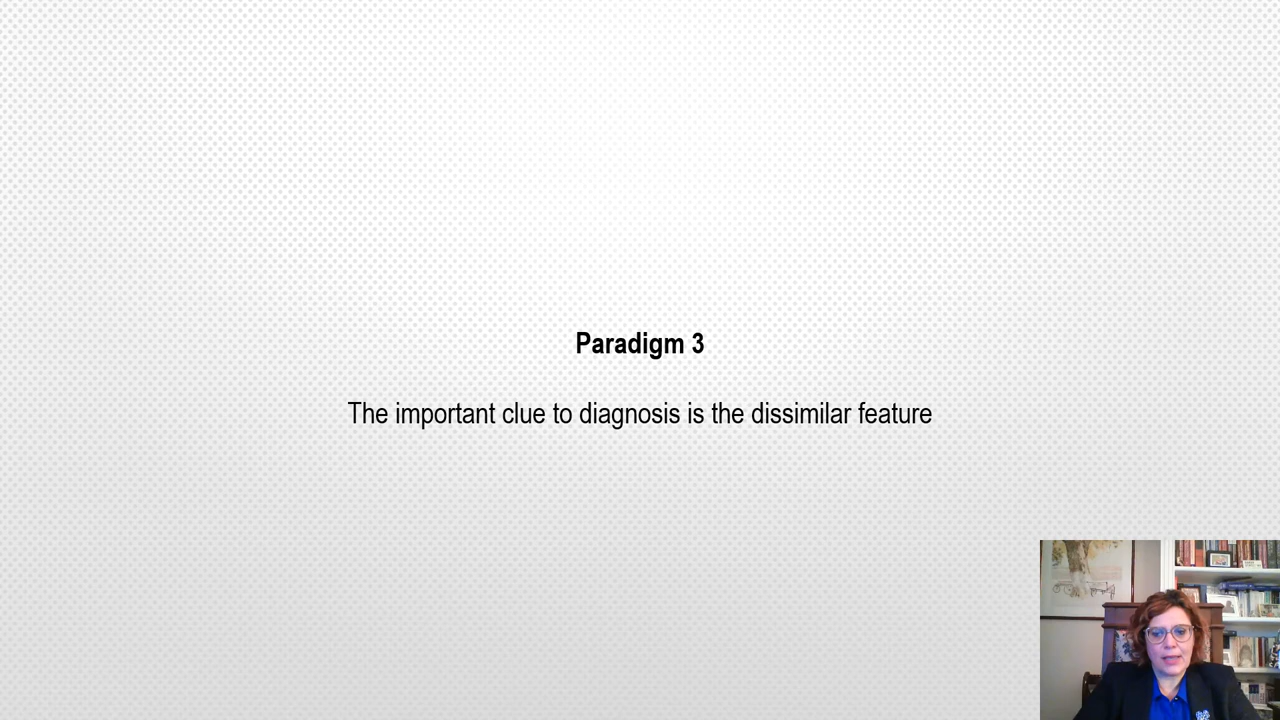 Paradigm 3
The important clue to diagnosis is the dissimilar feature